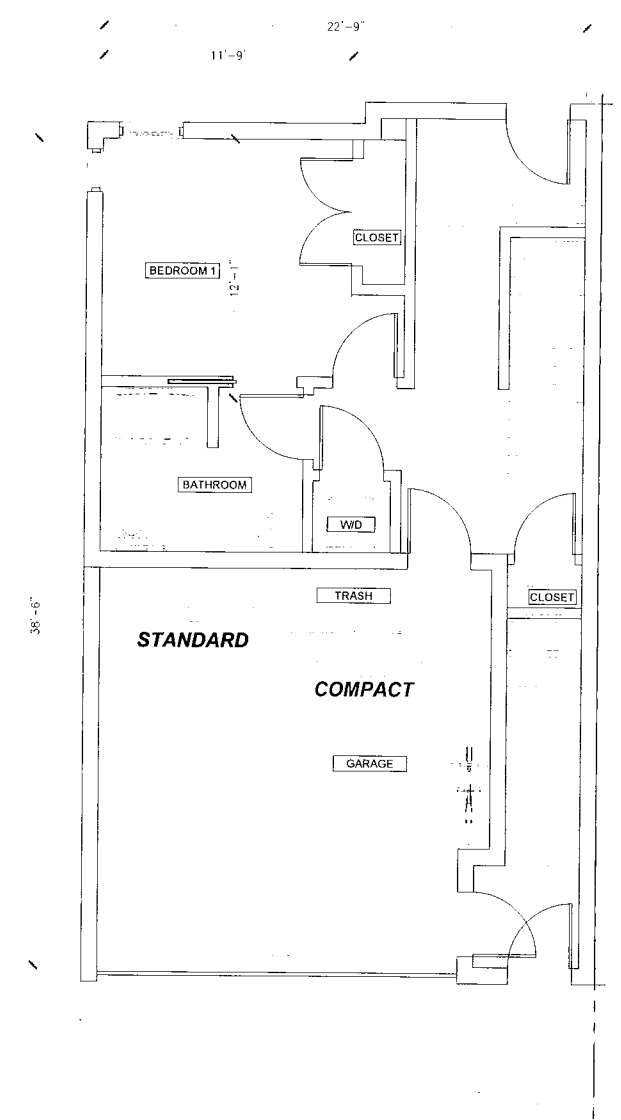 22'-9"
11'-9'
CLOSET
BEDROOM 1
12'-1"
BATHROOM
W/D
TRASH
CLOSET
38'-6"
STANDARD
COMPACT
GARAGE